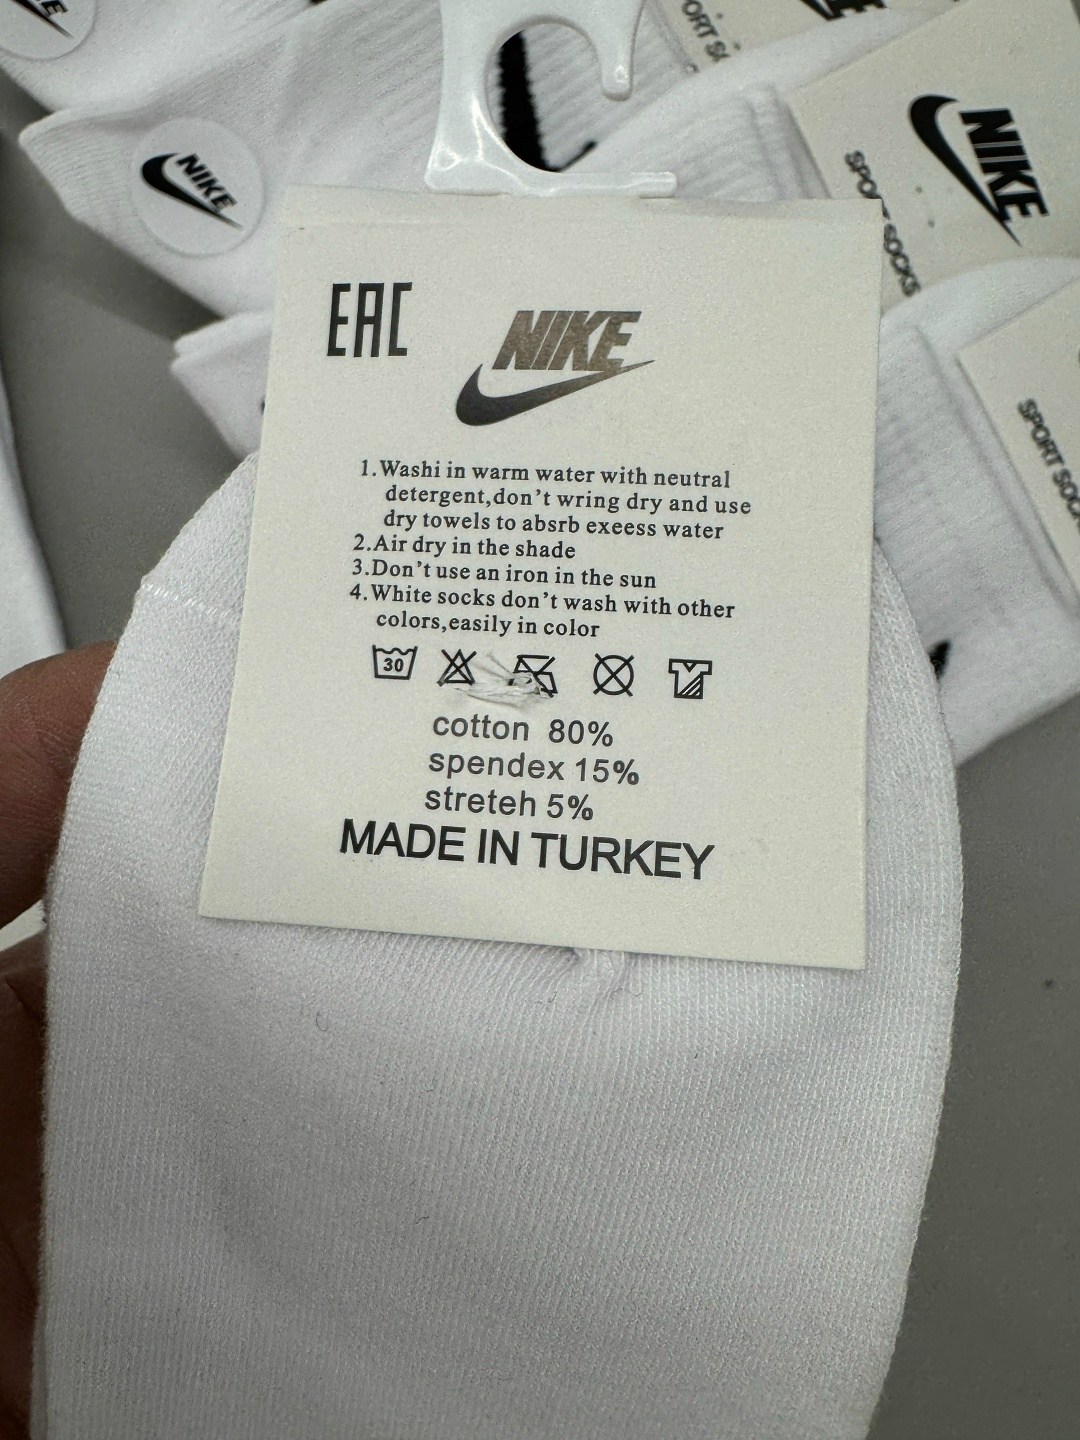 NIKE
NIKE
SPORT SOCKS
NIKE
SPORT SOCKS
EAC
NIKE
1.Washi in warm water with neutral
detergent,don't wring dry and use
dry towels to absrb exeess water
2.Air dry in the shade
3.Don't use an iron in the sun
4.White socks don't wash with other
colors,easily in color
30
cotton 80%
spendex 15%
streteh 5%
MADE IN TURKEY